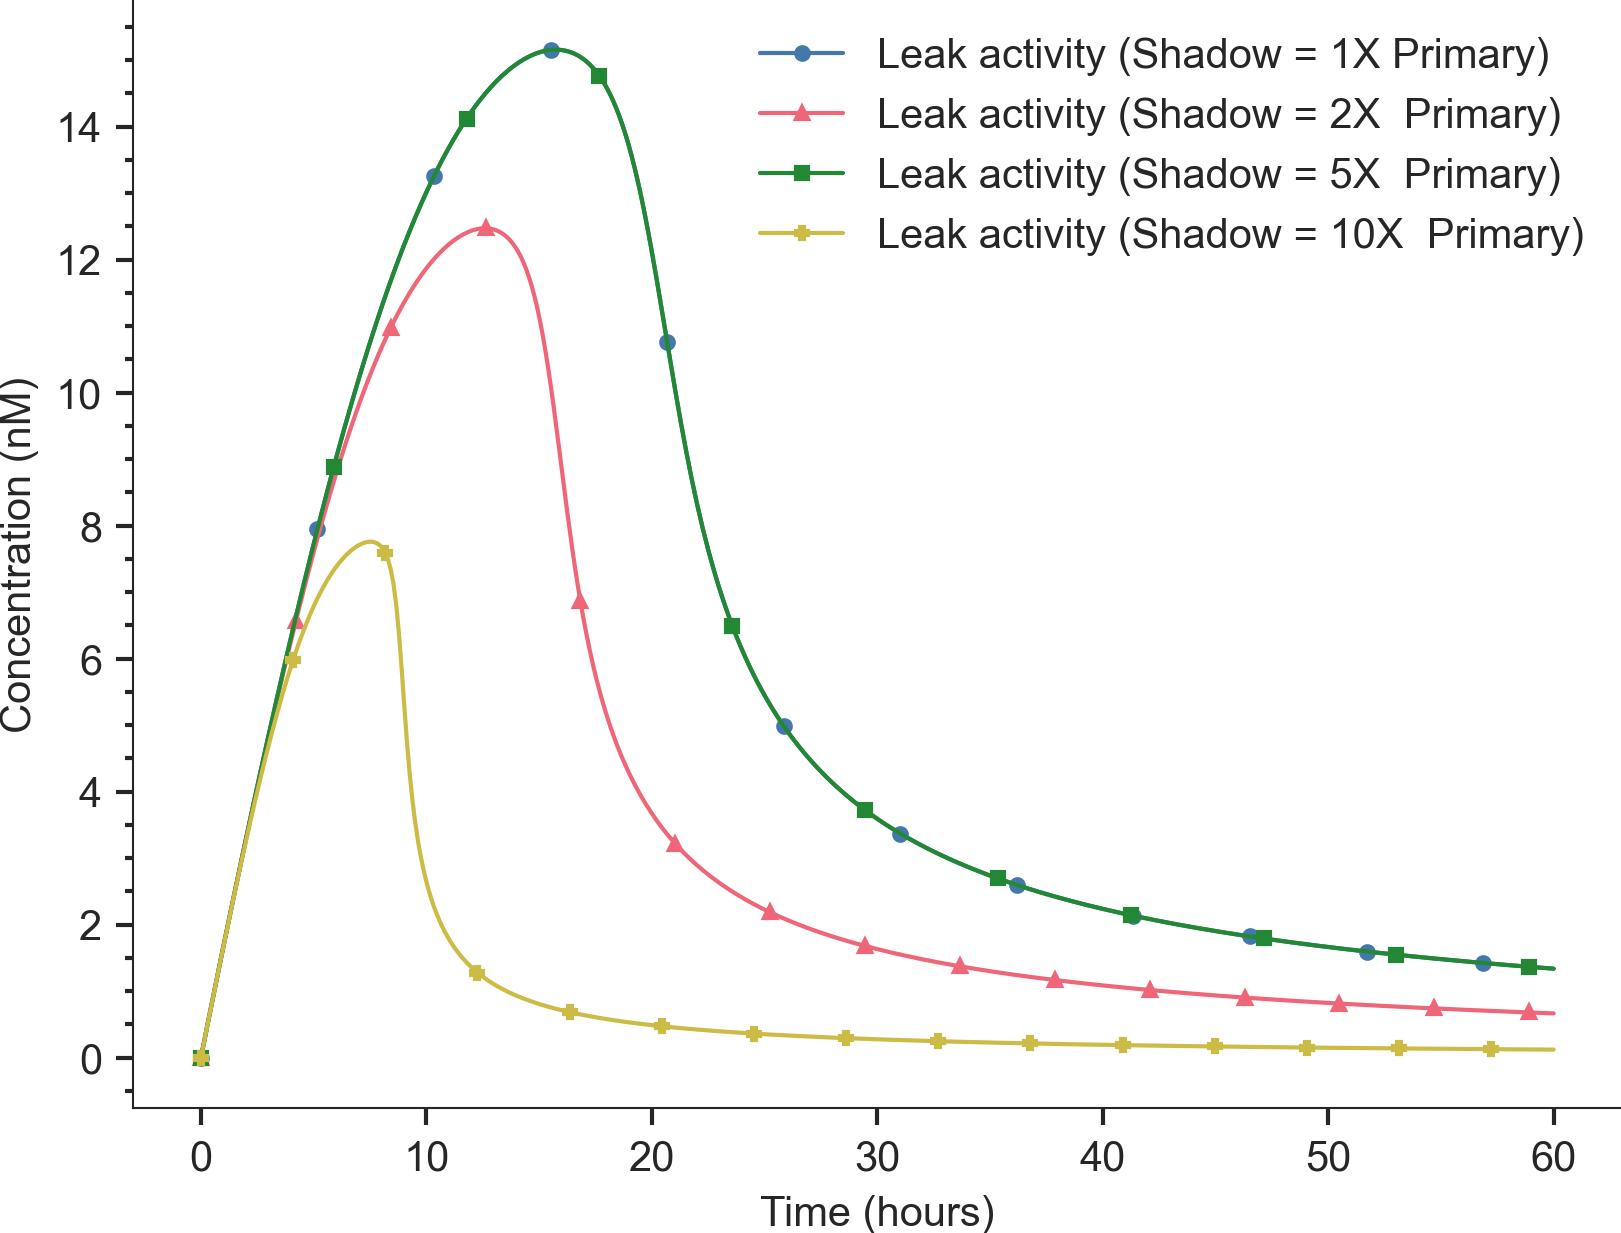 Leak activity (Shadow = 1X Primary)
Leak activity (Shadow = 2X  Primary)
Leak activity (Shadow = 5X  Primary)
Leak activity (Shadow = 10X  Primary)
Concentration (nM)
14
12
10
8
6
4
2
0
0 10 20 30 40 50 60
Time (hours)